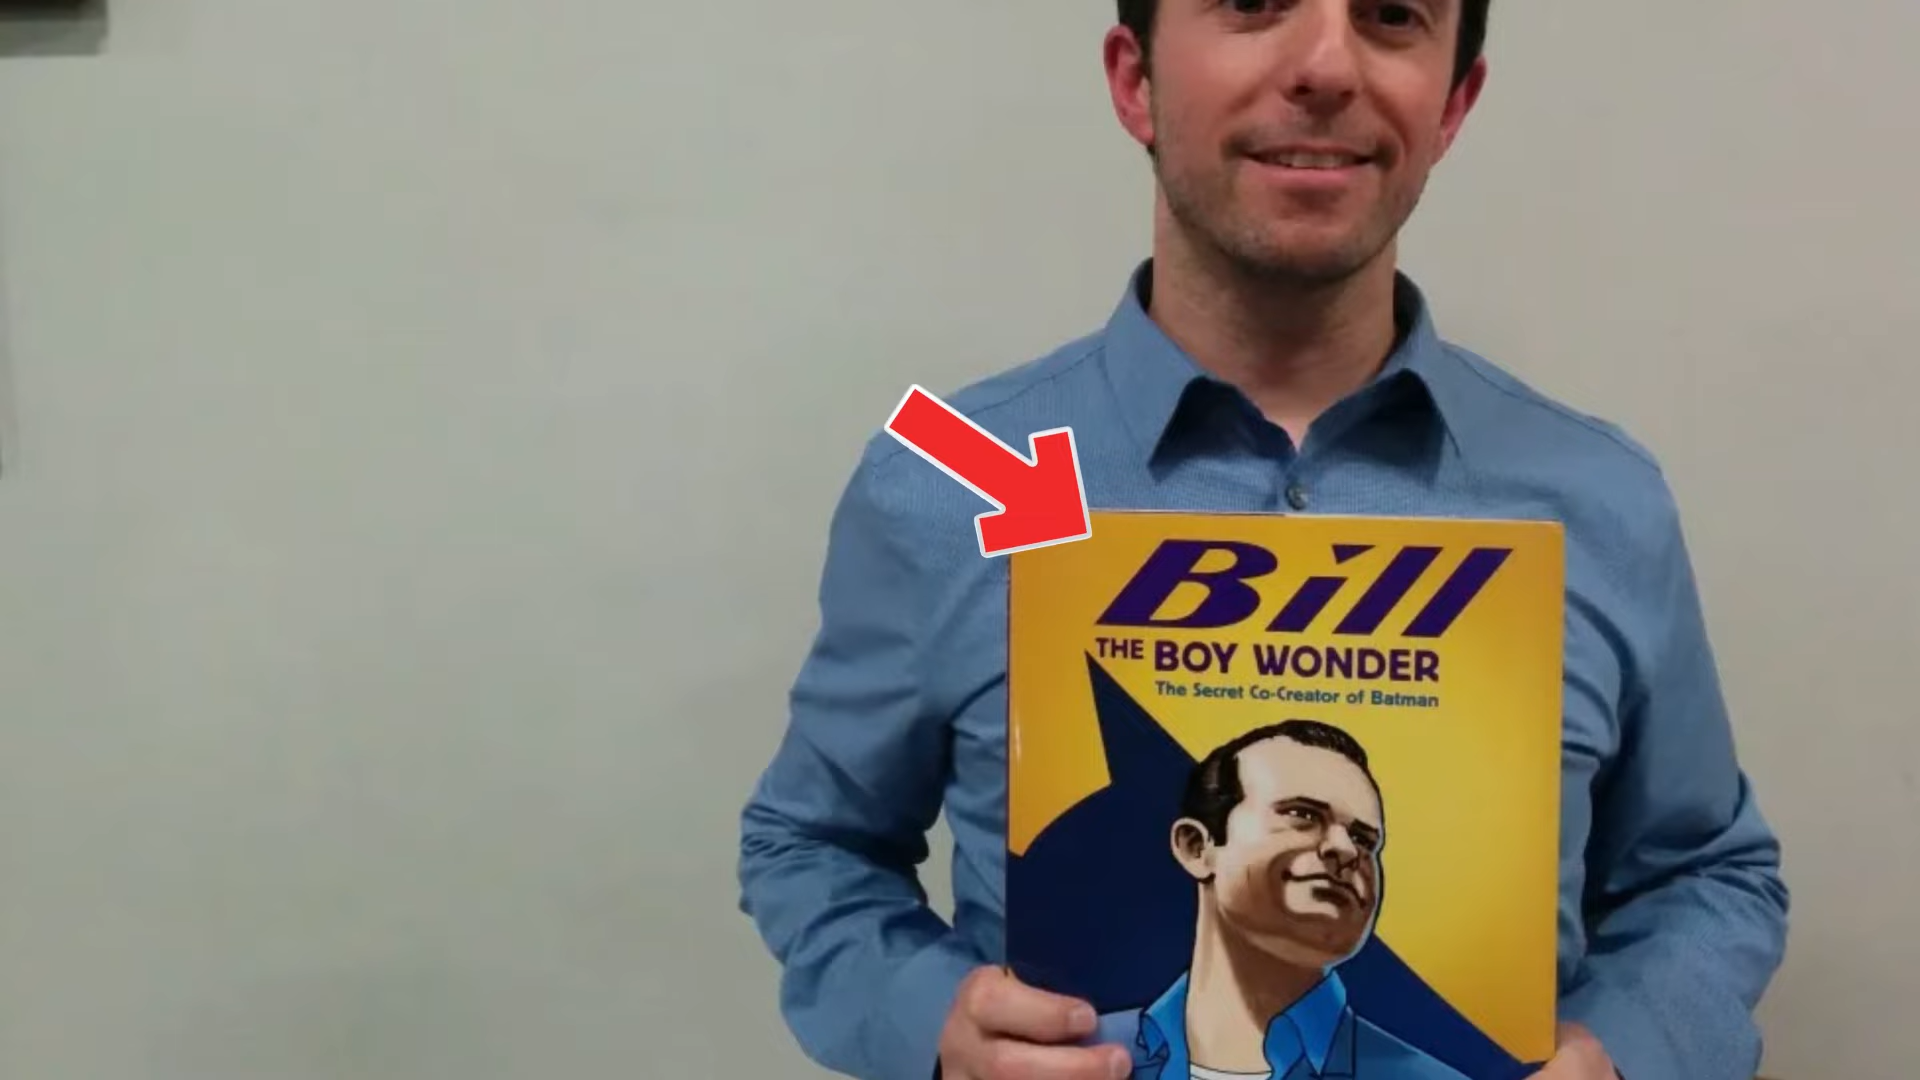 Bill
THE BOY WONDER
The Secret Co-Creator of Batman